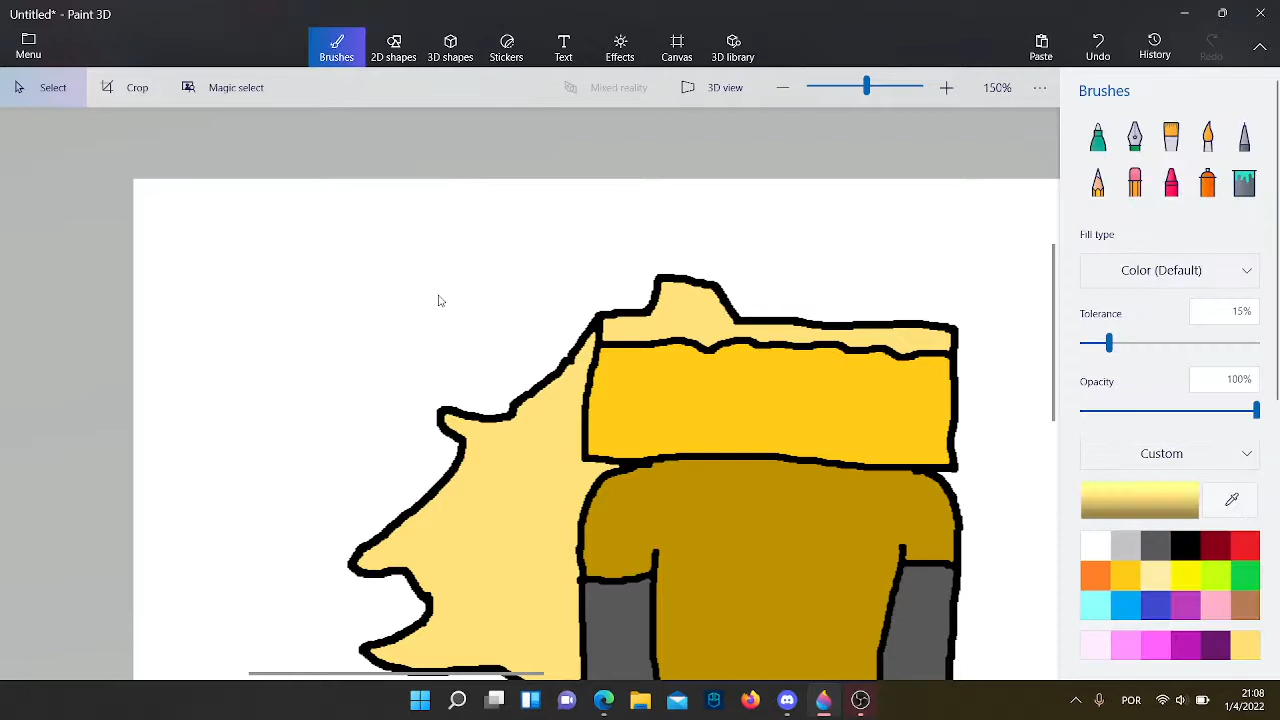 Untitled* - Paint 3D
Menu
Brushes
2D shapes
3D shapes
Stickers
Text
Effects
Canvas
3D library
Paste
Undo
History
Redo
Select
Crop
Magic select
Mixed reality
3D view
150%
Brushes
Fill type
Color (Default)
Tolerance
15%
Opacity
100%
Custom
POR
21:08
1/4/2022